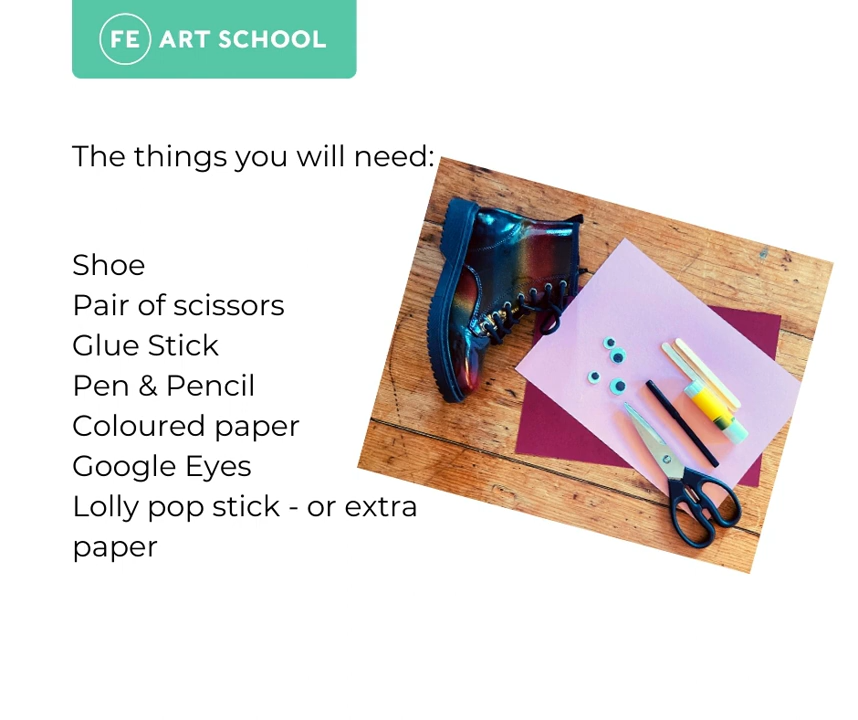 FE ART SCHOOL
The things you will need:
Shoe
Pair of scissors
Glue Stick
Pen & Pencil
Coloured paper
Google Eyes
Lolly pop stick - or extra
paper